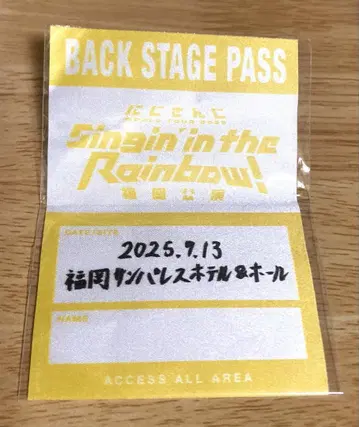 BACK STAGE PASS
にじさんじ
Singin' in the
Rainbow!
福岡公演
DATE/SITE
2025.9.13
福岡サンパレスホテル&ホール
NAME
ACCESS ALL AREA